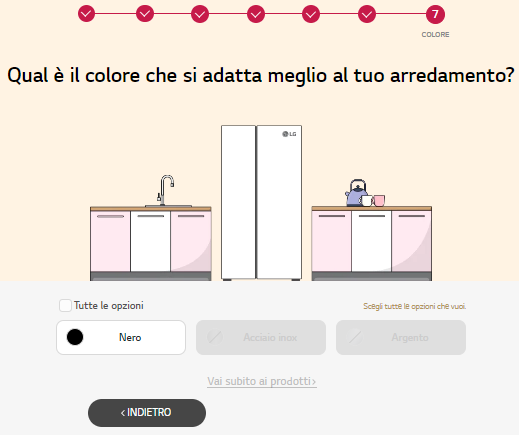 7
COLORE
Qual è il colore che si adatta meglio al tuo arredamento?
LG
Tutte le opzioni
Scegli tutte le opzioni che vuoi.
Nero
Acciaio inox
Argento
Vai subito ai prodotti›
‹ INDIETRO